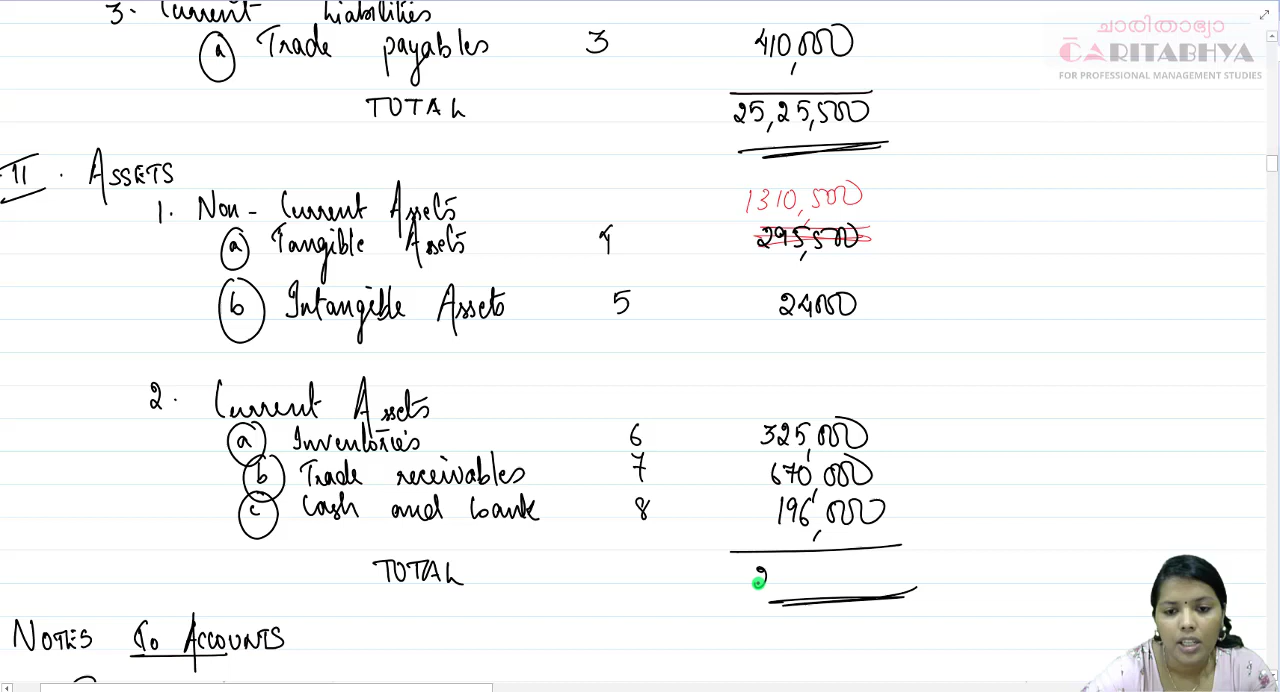 3. Current liabilities
ചാരിതാഭ്യാ
CARITABHYA
FOR PROFESSIONAL MANAGEMENT STUDIES
a Trade payables 3 410,000
TOTAL 25,25,500
II. ASSETS
1310,500
1. Non-Current Assets
a Tangible Assets 4 295,500
b Intangible Assets 5 24000
2. Current Assets
a Inventories 6 325,000
b Trade receivables 7 670,000
c Cash and bank 8 196,000
TOTAL 2
NOTES TO ACCOUNTS